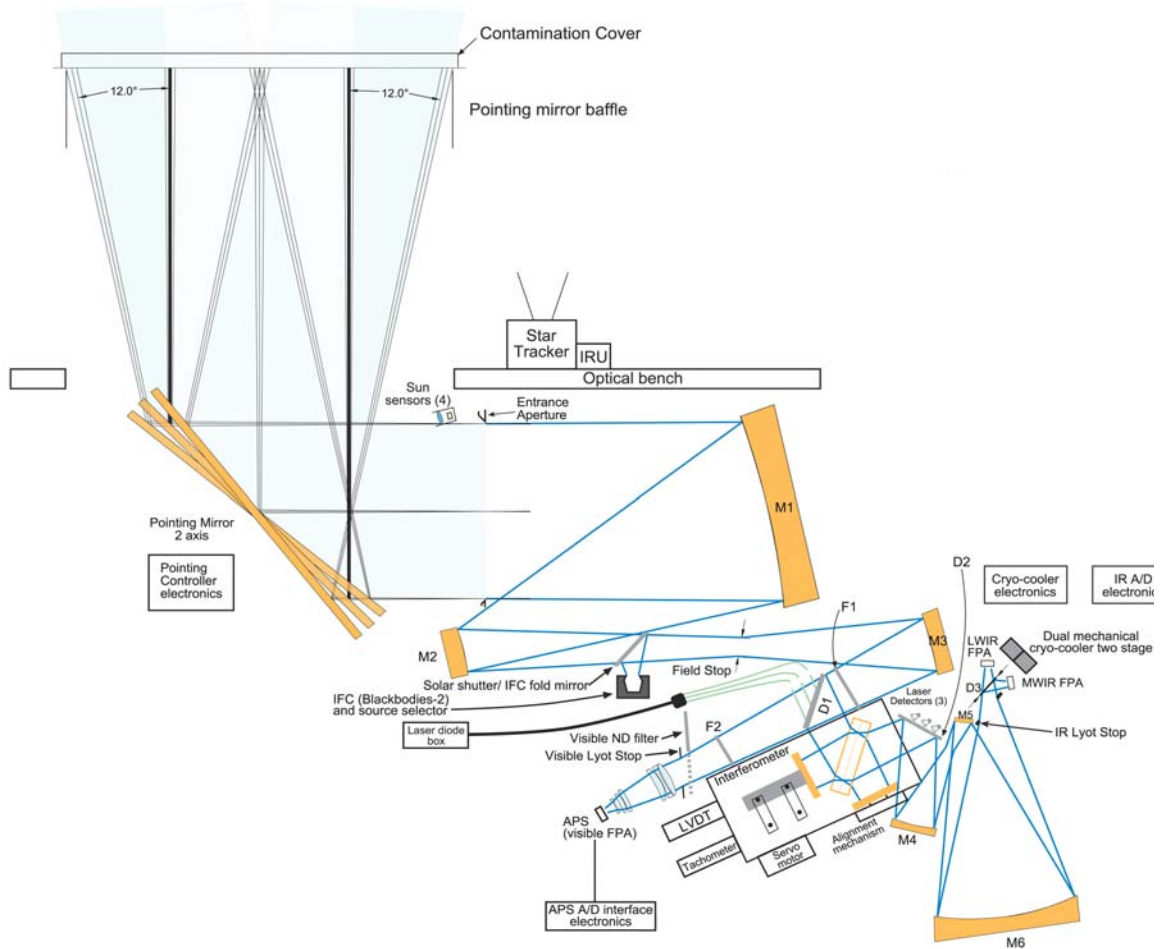 Contamination Cover
12.0°
12.0°
Pointing mirror baffle
Star
Tracker
IRU
Optical bench
Sun
sensors (4)
Entrance
Aperture
M1
Pointing Mirror
2 axis
Pointing
Controller
electronics
D2
Cryo-cooler
electronics
IR A/D
electronic
F1
M2
M3
LWIR
FPA
Dual mechanical
cryo-cooler two stage
Field Stop
Solar shutter/ IFC fold mirror
D3
MWIR FPA
IFC (Blackbodies-2)
and source selector
Laser
Detectors (3)
D1
M5
Laser diode
box
Visible ND filter
F2
IR Lyot Stop
Visible Lyot Stop
Interferometer
APS
(visible FPA)
LVDT
Tachometer
Servo
motor
Alignment
mechanism
M4
APS A/D interface
electronics
M6